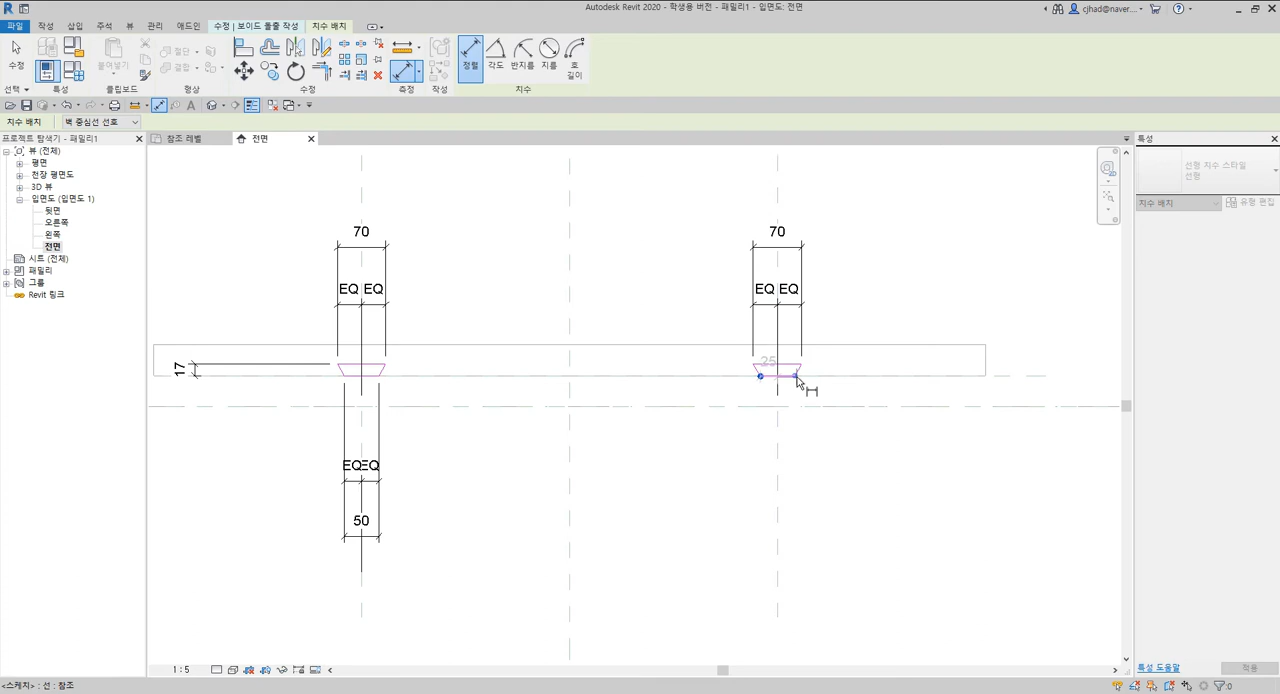 Autodesk Revit 2020 - 학생용 버전 - 패밀리1 - 입면도: 전면
cjhad@naver....
파일 작성 삽입 주석 뷰 관리 애드인 수정 | 보이드 돌출 작성 지수 배치
수정
붙여넣기
절단
결합
정렬 각도 반지름 지름 호 길이
선택 특성 클립보드 형상 수정 측정 작성 치수
지수 배치 벽 중심선 선호
프로젝트 탐색기 - 패밀리1
참조 레벨
전면
특성
뷰 (전체)
평면
천장 평면도
3D 뷰
입면도 (입면도 1)
뒷면
오른쪽
왼쪽
전면
시트 (전체)
패밀리
그룹
Revit 링크
선형 지수 스타일
선형
지수 배치
유형 편집
70
70
EQ EQ
EQ EQ
17
25
EQ EQ
50
1 : 5
특성 도움말
적용
<스케치> : 선 : 참조
:0